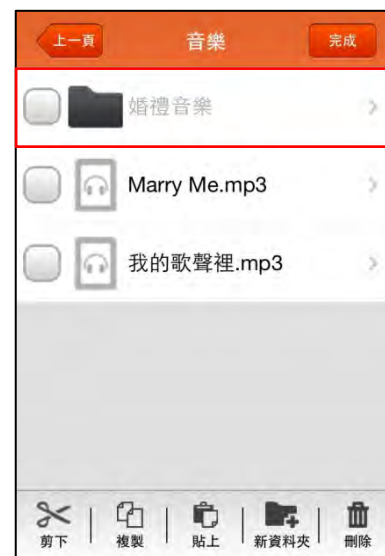 上一頁 音樂 完成
婚禮音樂
Marry Me.mp3
我的歌聲裡.mp3
剪下 複製 貼上 新資料夾 刪除